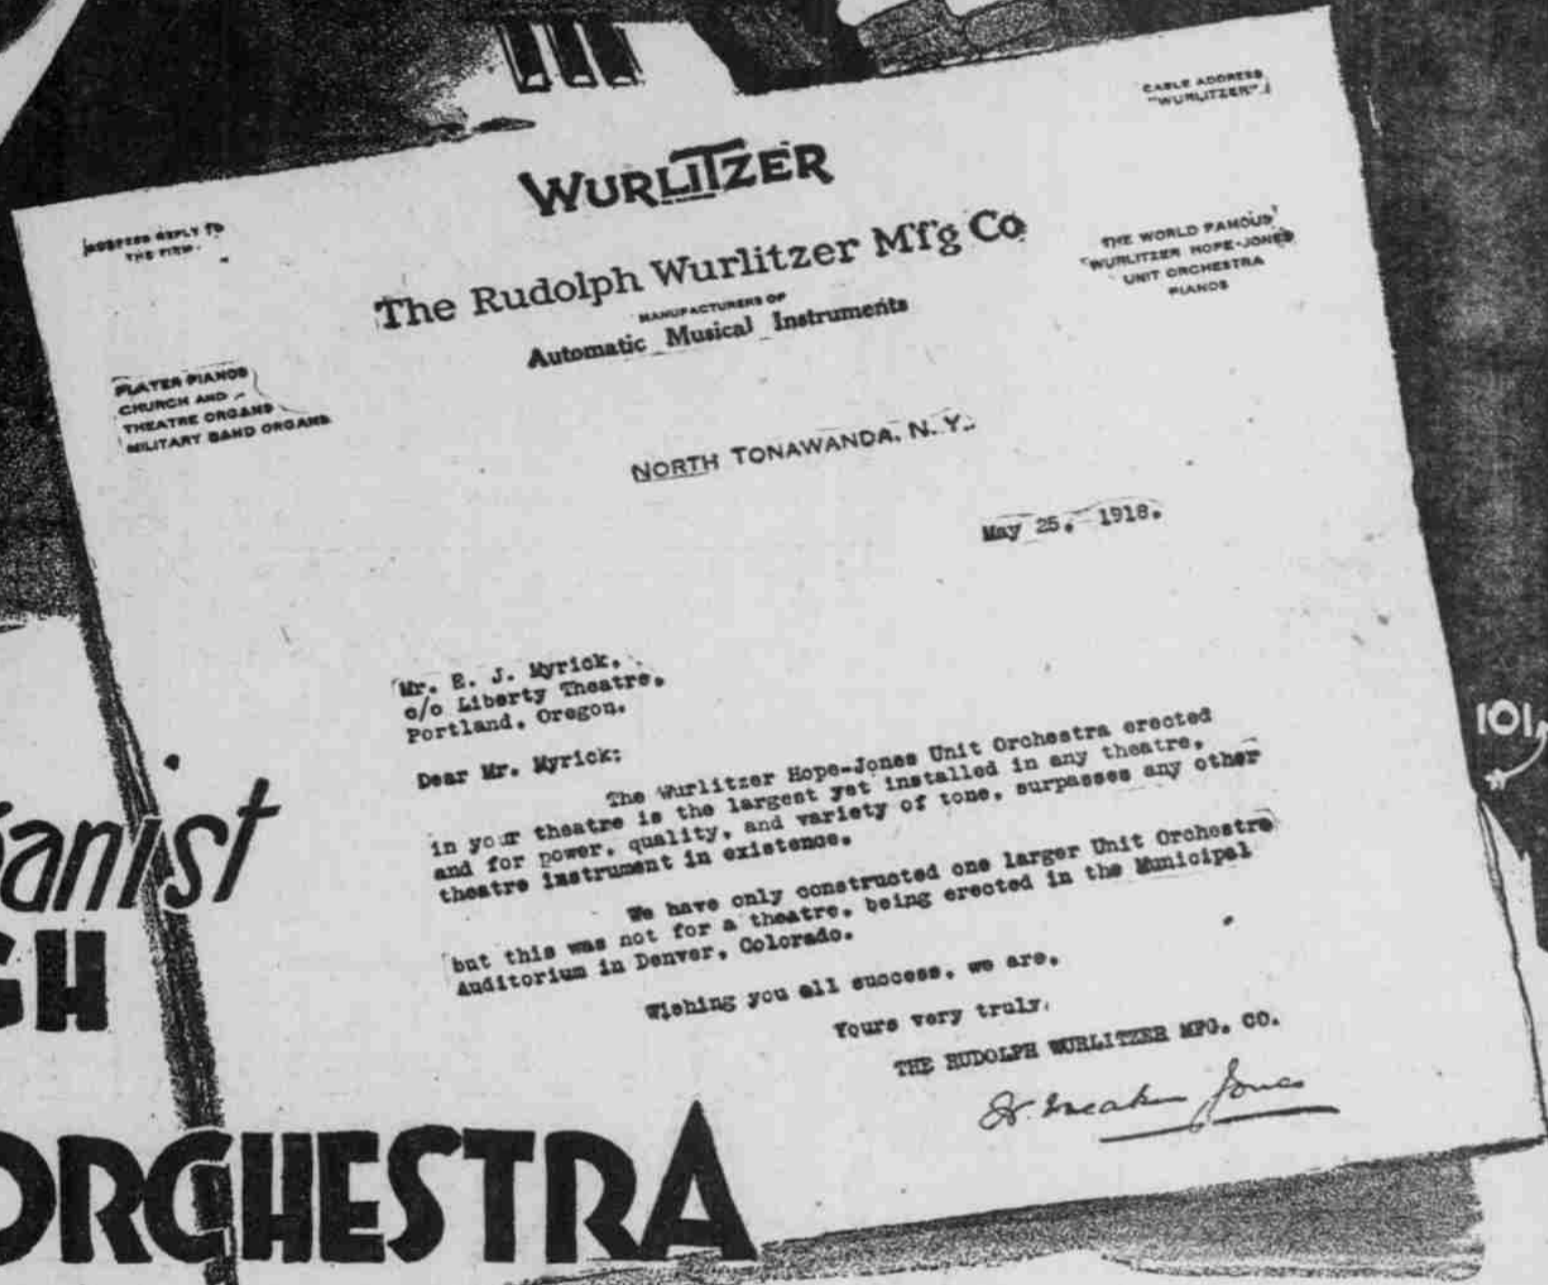 CABLE ADDRESS
"WURLITZER"
WURLITZER
ADDRESS REPLY TO
THE FIRM.
The Rudolph Wurlitzer Mf'g Co
MANUFACTURERS OF
Automatic Musical Instruments
THE WORLD FAMOUS
WURLITZER HOPE-JONES
UNIT ORCHESTRA
PIANOS
PLAYER PIANOS
CHURCH AND
THEATRE ORGANS
MILITARY BAND ORGANS
NORTH TONAWANDA, N. Y.
May 25, 1918.
Mr. E. J. Myrick,
c/o Liberty Theatre,
Portland, Oregon.
Dear Mr. Myrick:
The Wurlitzer Hope-Jones Unit Orchestra erected
in your theatre is the largest yet installed in any theatre,
and for power, quality, and variety of tone, surpasses any other
theatre instrument in existence.
We have only constructed one larger Unit Orchestra
but this was not for a theatre, being erected in the Municipal
Auditorium in Denver, Colorado.
Wishing you all success, we are,
Yours very truly,
THE RUDOLPH WURLITZER MFG. CO.
Jones
101
anist
GH
ORCHESTRA